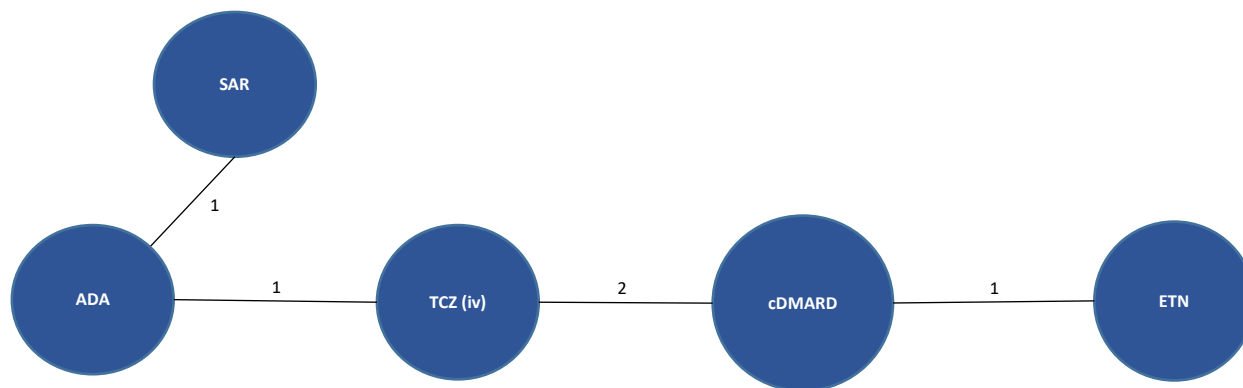 SAR
1
ADA
1
TCZ (iv)
2
cDMARD
1
ETN